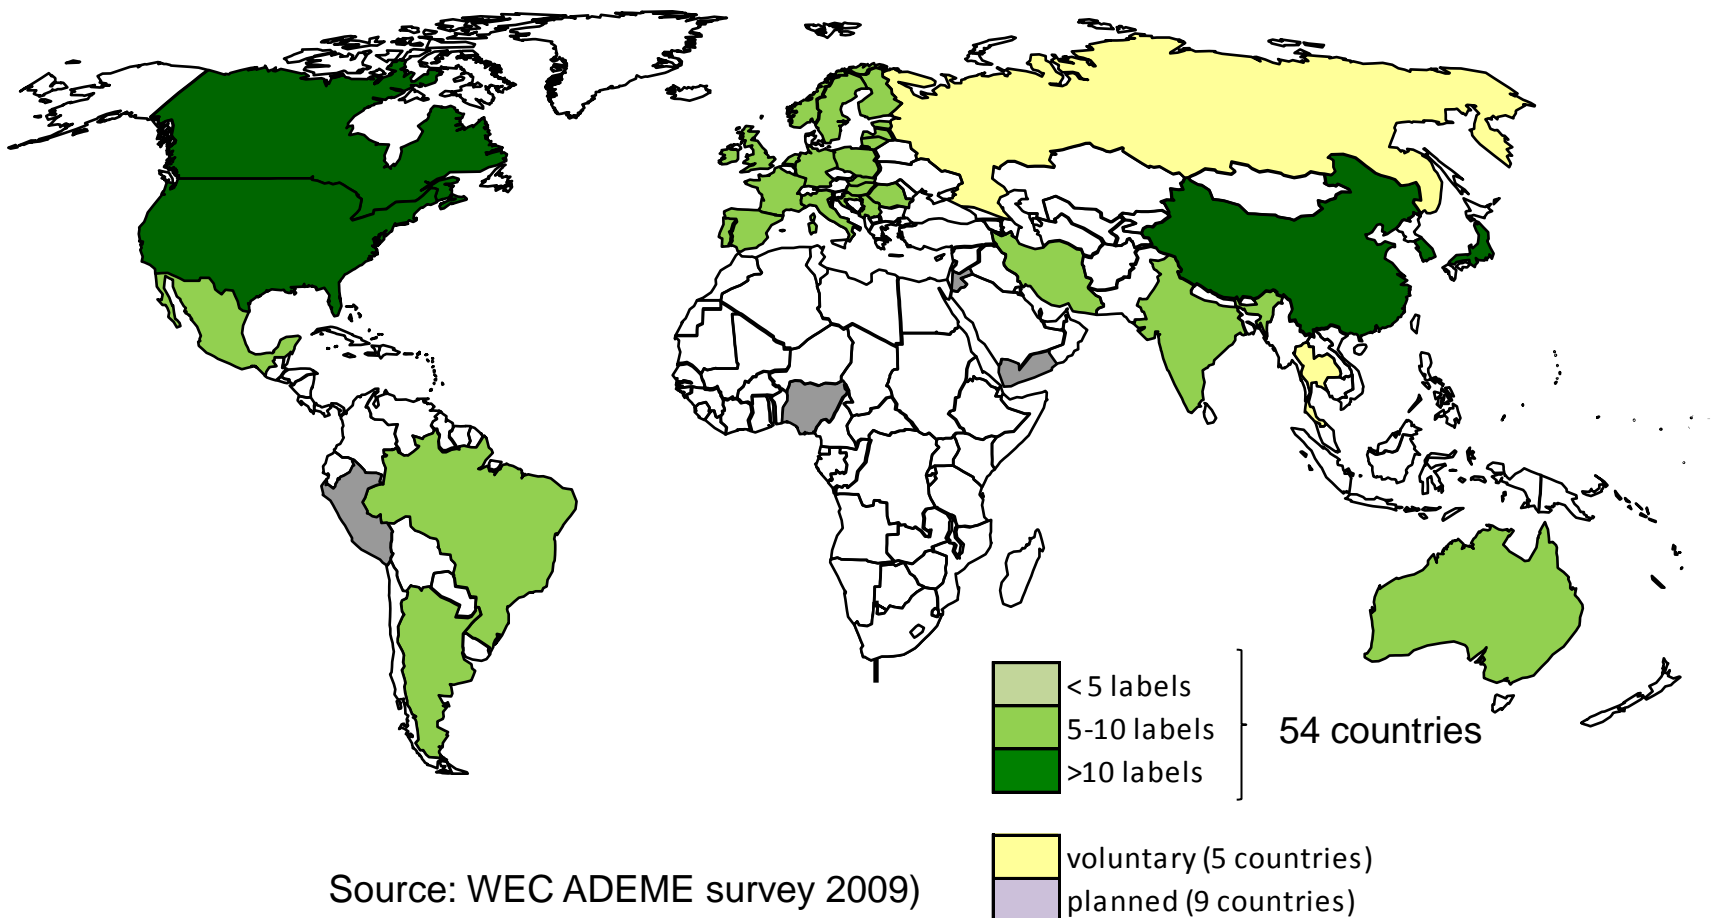 < 5 labels
5-10 labels
>10 labels
54 countries
voluntary (5 countries)
planned (9 countries)
Source: WEC ADEME survey 2009)